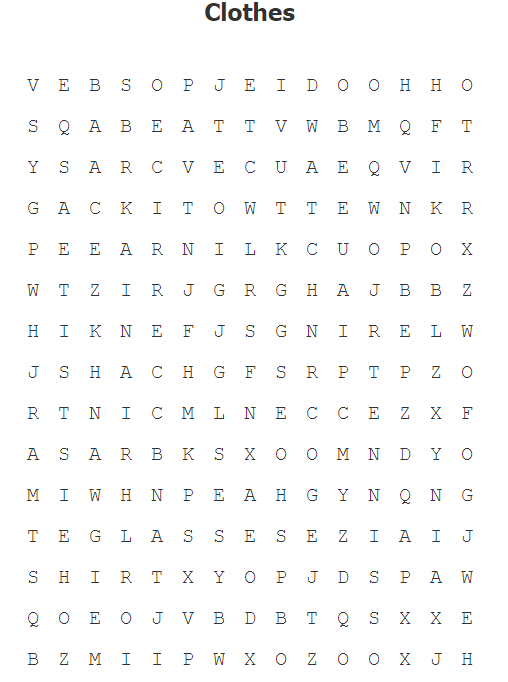 Clothes
V E B S O P J E I D O O H H O
S Q A B E A T T V W B M Q F T
Y S A R C V E C U A E Q V I R
G A C K I T O W T T E W N K R
P E E A R N I L K C U O P O X
W T Z I R J G R G H A J B B Z
H I K N E F J S G N I R E L W
J S H A C H G F S R P T P Z O
R T N I C M L N E C C E Z X F
A S A R B K S X O O M N D Y O
M I W H N P E A H G Y N Q N G
T E G L A S S E S E Z I A I J
S H I R T X Y O P J D S P A W
Q O E O J V B D B T Q S X X E
B Z M I I P W X O Z O O X J H